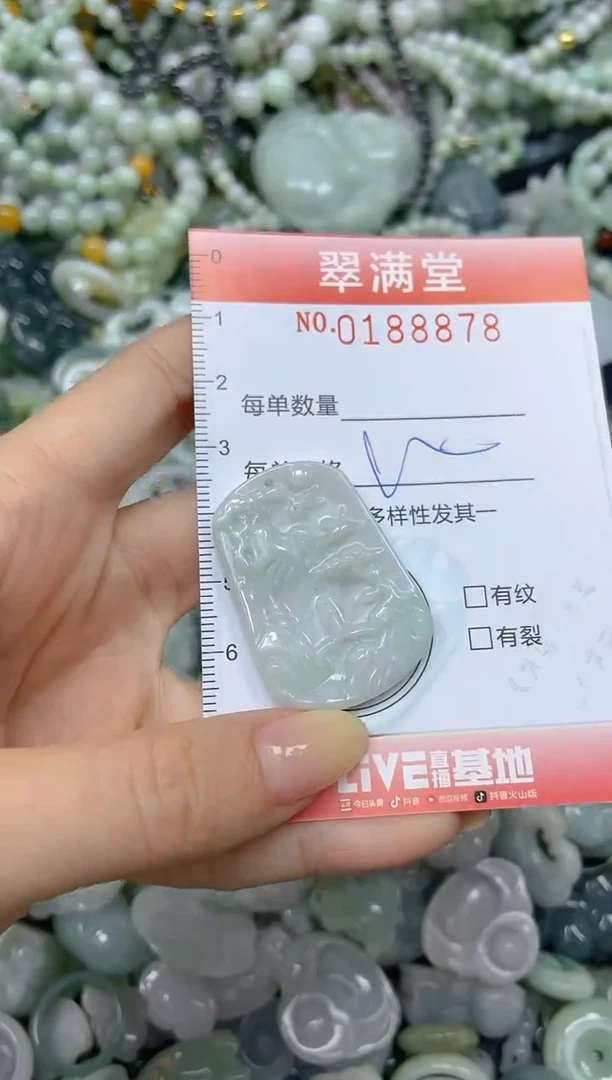 0
翠满堂
1
NO.0188878
2
每单数量
3
多样性发其一
5
□有纹
□有裂
6
LIVE直播基地
今日头条 抖音 西瓜视频 抖音火山版